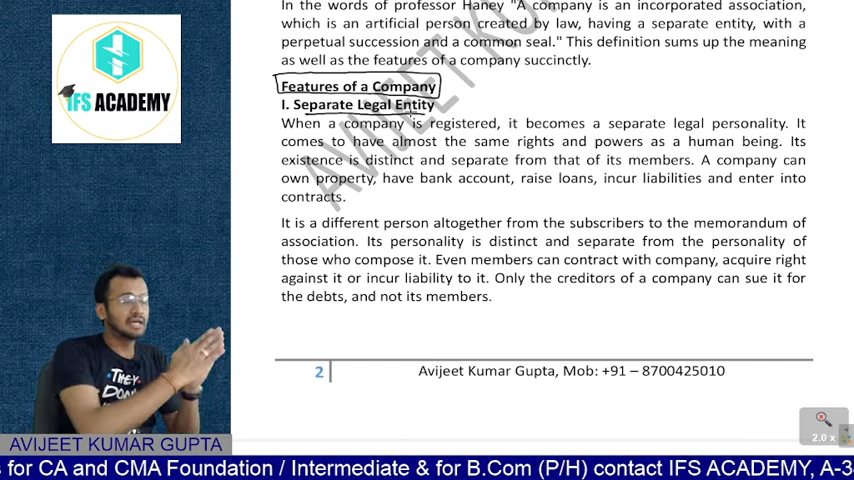 In the words of professor Haney "A company is an incorporated association,
which is an artificial person created by law, having a separate entity, with a
perpetual succession and a common seal." This definition sums up the meaning
as well as the features of a company succinctly.
Features of a Company
I. Separate Legal Entity
When a company is registered, it becomes a separate legal personality. It
comes to have almost the same rights and powers as a human being. Its
existence is distinct and separate from that of its members. A company can
own property, have bank account, raise loans, incur liabilities and enter into
contracts.
It is a different person altogether from the subscribers to the memorandum of
association. Its personality is distinct and separate from the personality of
those who compose it. Even members can contract with company, acquire right
against it or incur liability to it. Only the creditors of a company can sue it for
the debts, and not its members.
2
Avijeet Kumar Gupta, Mob: +91 – 8700425010
IFS ACADEMY
AVIJEET KUMAR GUPTA
THEY
2.0 x
s for CA and CMA Foundation / Intermediate & for B.Com (P/H) contact IFS ACADEMY, A-3